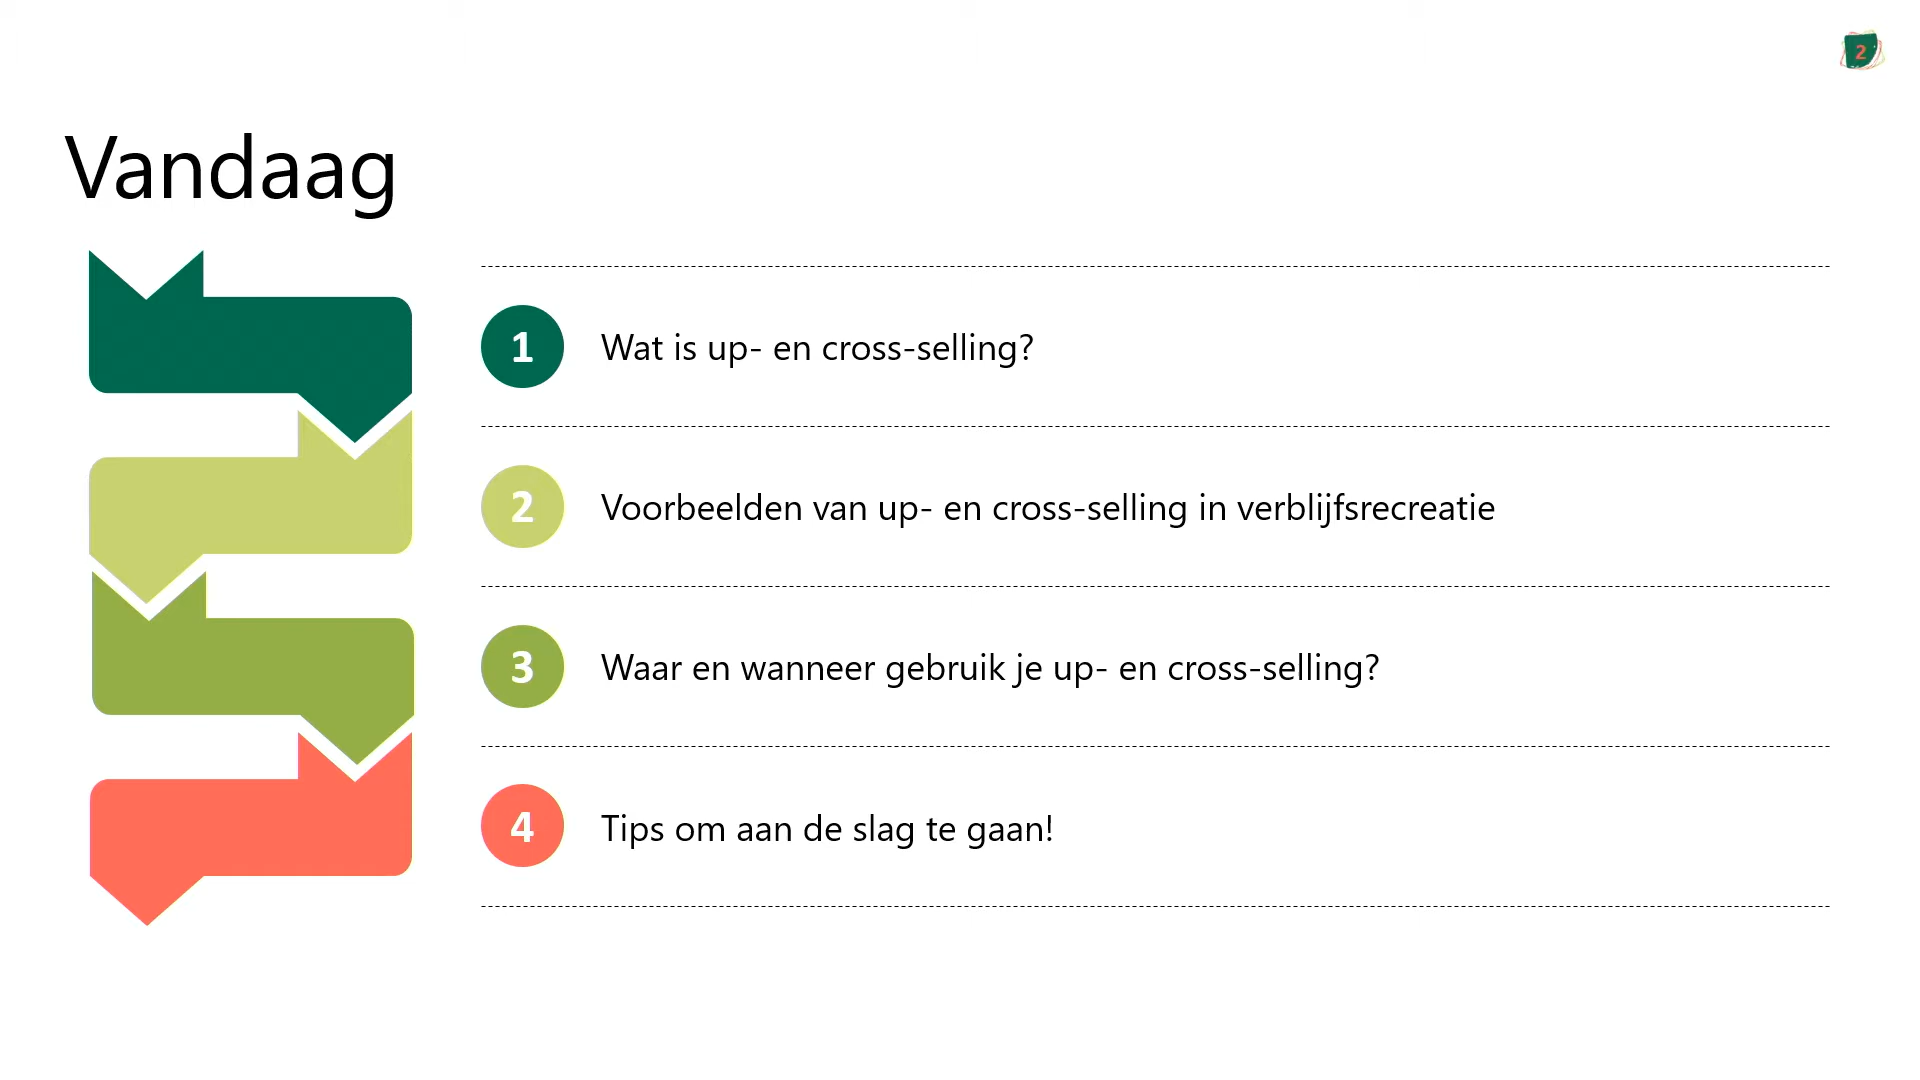 2
Vandaag
1 Wat is up- en cross-selling?
2 Voorbeelden van up- en cross-selling in verblijfsrecreatie
3 Waar en wanneer gebruik je up- en cross-selling?
4 Tips om aan de slag te gaan!